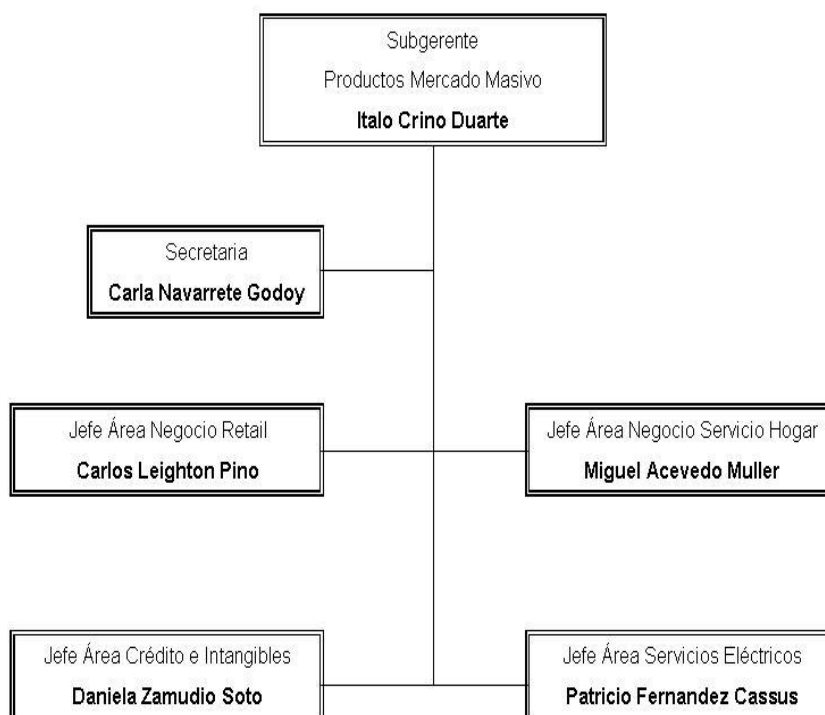 Subgerente
Productos Mercado Masivo
Italo Crino Duarte
Secretaria
Carla Navarrete Godoy
Jefe Área Negocio Retail
Carlos Leighton Pino
Jefe Área Negocio Servicio Hogar
Miguel Acevedo Muller
Jefe Área Crédito e Intangibles
Daniela Zamudio Soto
Jefe Área Servicios Eléctricos
Patricio Fernandez Cassus